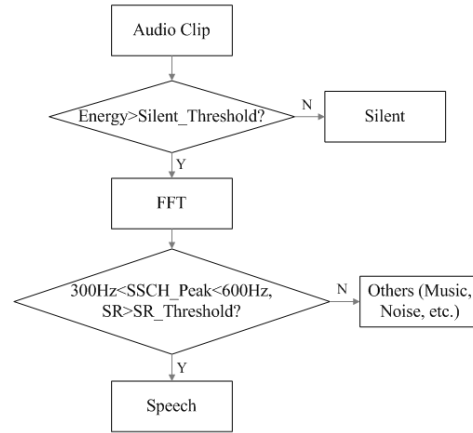 Audio Clip
Energy>Silent_Threshold?
N
Silent
Y
FFT
300Hz<SSCH_Peak<600Hz,
SR>SR_Threshold?
N
Others (Music,
Noise, etc.)
Y
Speech